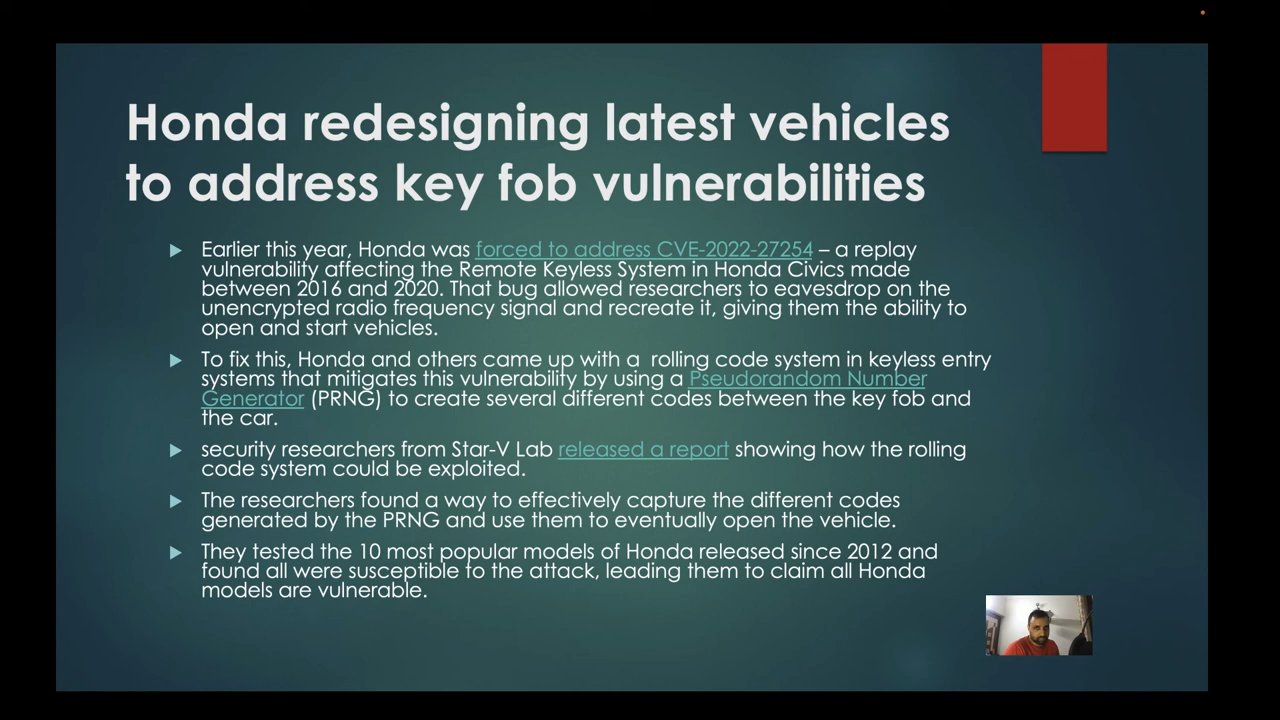 Honda redesigning latest vehicles
to address key fob vulnerabilities
Earlier this year, Honda was forced to address CVE-2022-27254 – a replay
vulnerability affecting the Remote Keyless System in Honda Civics made
between 2016 and 2020. That bug allowed researchers to eavesdrop on the
unencrypted radio frequency signal and recreate it, giving them the ability to
open and start vehicles.
To fix this, Honda and others came up with a rolling code system in keyless entry
systems that mitigates this vulnerability by using a Pseudorandom Number
Generator (PRNG) to create several different codes between the key fob and
the car.
security researchers from Star-V Lab released a report showing how the rolling
code system could be exploited.
The researchers found a way to effectively capture the different codes
generated by the PRNG and use them to eventually open the vehicle.
They tested the 10 most popular models of Honda released since 2012 and
found all were susceptible to the attack, leading them to claim all Honda
models are vulnerable.